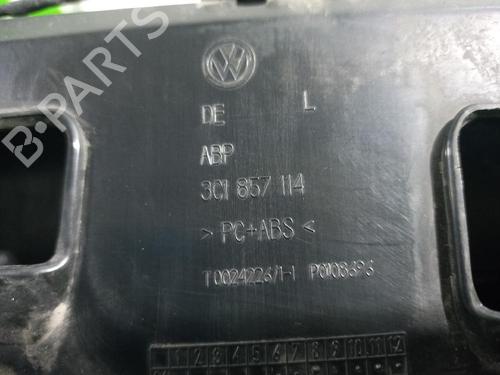 B-PARTS
DE L
ABP
3C1 857 114
> PC+ABS <
T0024226/1-1 P0108696
1 2 3 4 5 6 7 8 9 10 11 12